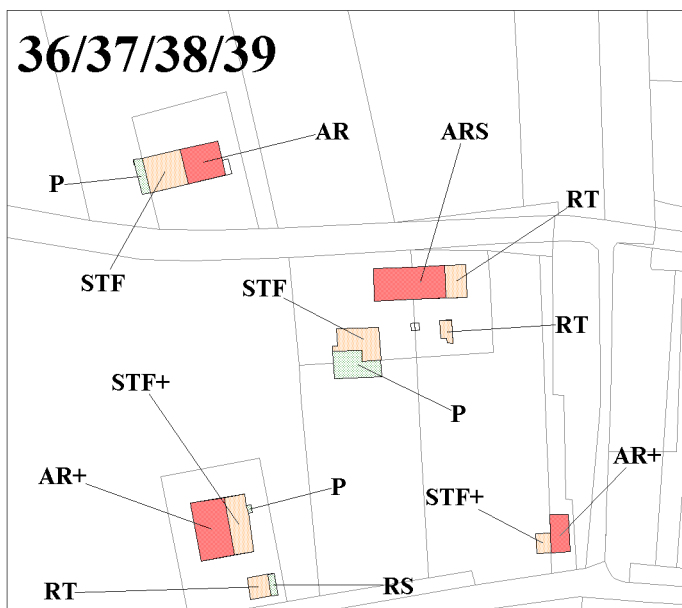 36/37/38/39
AR
ARS
P
RT
STF
STF
RT
STF+
P
AR+
AR+
P
STF+
RT
RS